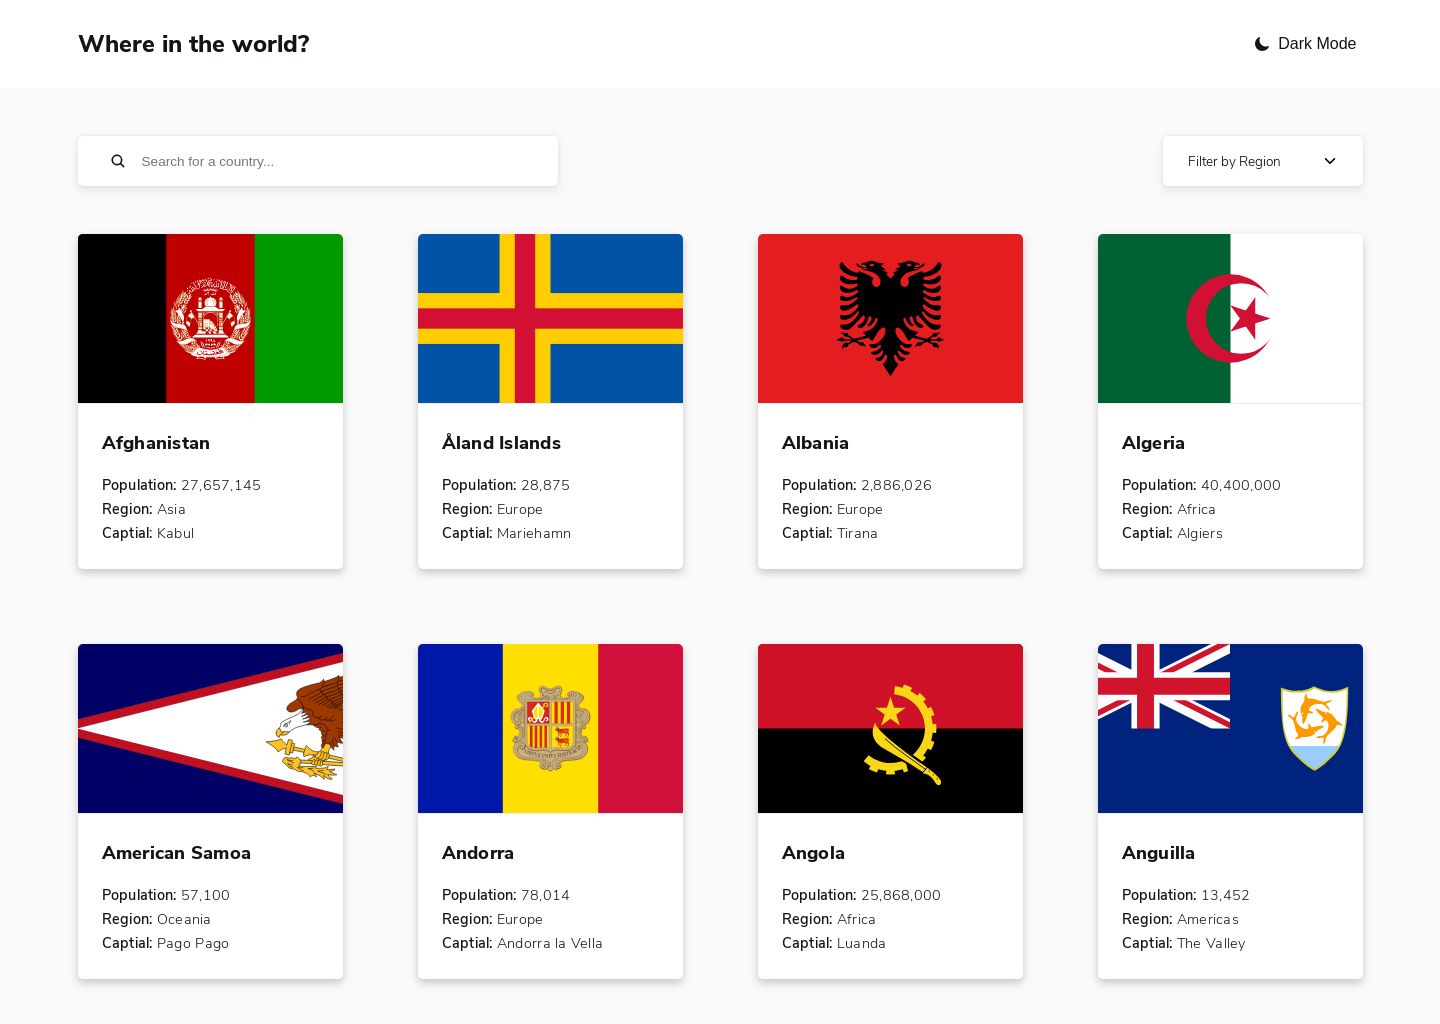 Where in the world?
Dark Mode
Search for a country...
Filter by Region
Afghanistan
Population: 27,657,145
Region: Asia
Captial: Kabul
Åland Islands
Population: 28,875
Region: Europe
Captial: Mariehamn
Albania
Population: 2,886,026
Region: Europe
Captial: Tirana
Algeria
Population: 40,400,000
Region: Africa
Captial: Algiers
American Samoa
Population: 57,100
Region: Oceania
Captial: Pago Pago
Andorra
Population: 78,014
Region: Europe
Captial: Andorra la Vella
Angola
Population: 25,868,000
Region: Africa
Captial: Luanda
Anguilla
Population: 13,452
Region: Americas
Captial: The Valley